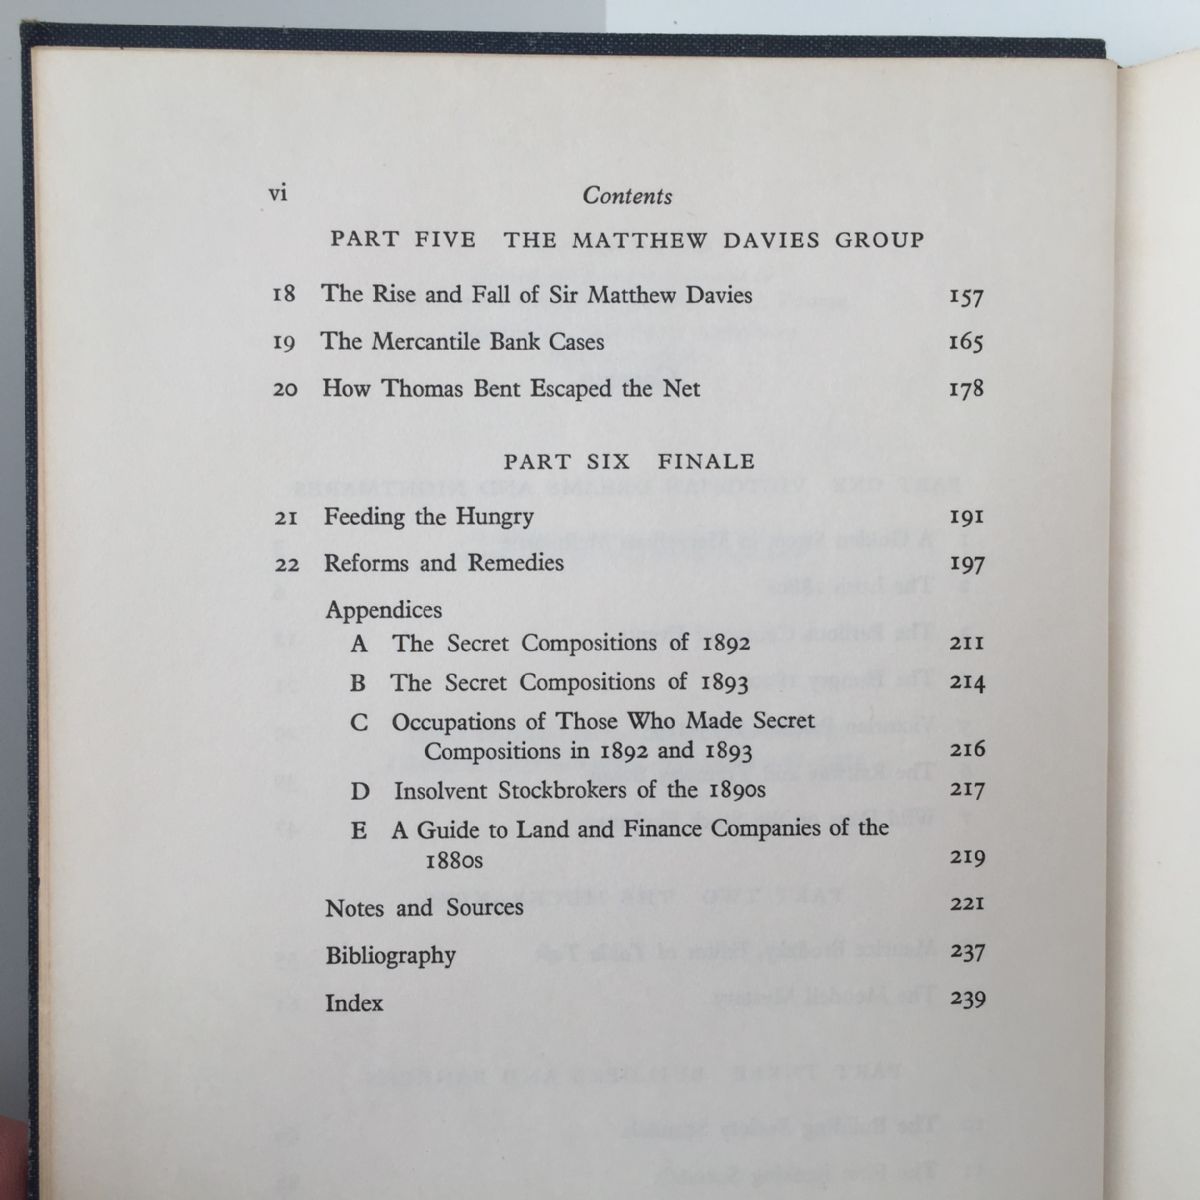 vi Contents
PART FIVE THE MATTHEW DAVIES GROUP
18 The Rise and Fall of Sir Matthew Davies 157
19 The Mercantile Bank Cases 165
20 How Thomas Bent Escaped the Net 178
PART SIX FINALE
21 Feeding the Hungry 191
22 Reforms and Remedies 197
Appendices
A The Secret Compositions of 1892 211
B The Secret Compositions of 1893 214
C Occupations of Those Who Made Secret
Compositions in 1892 and 1893 216
D Insolvent Stockbrokers of the 1890s 217
E A Guide to Land and Finance Companies of the
1880s 219
Notes and Sources 221
Bibliography 237
Index 239